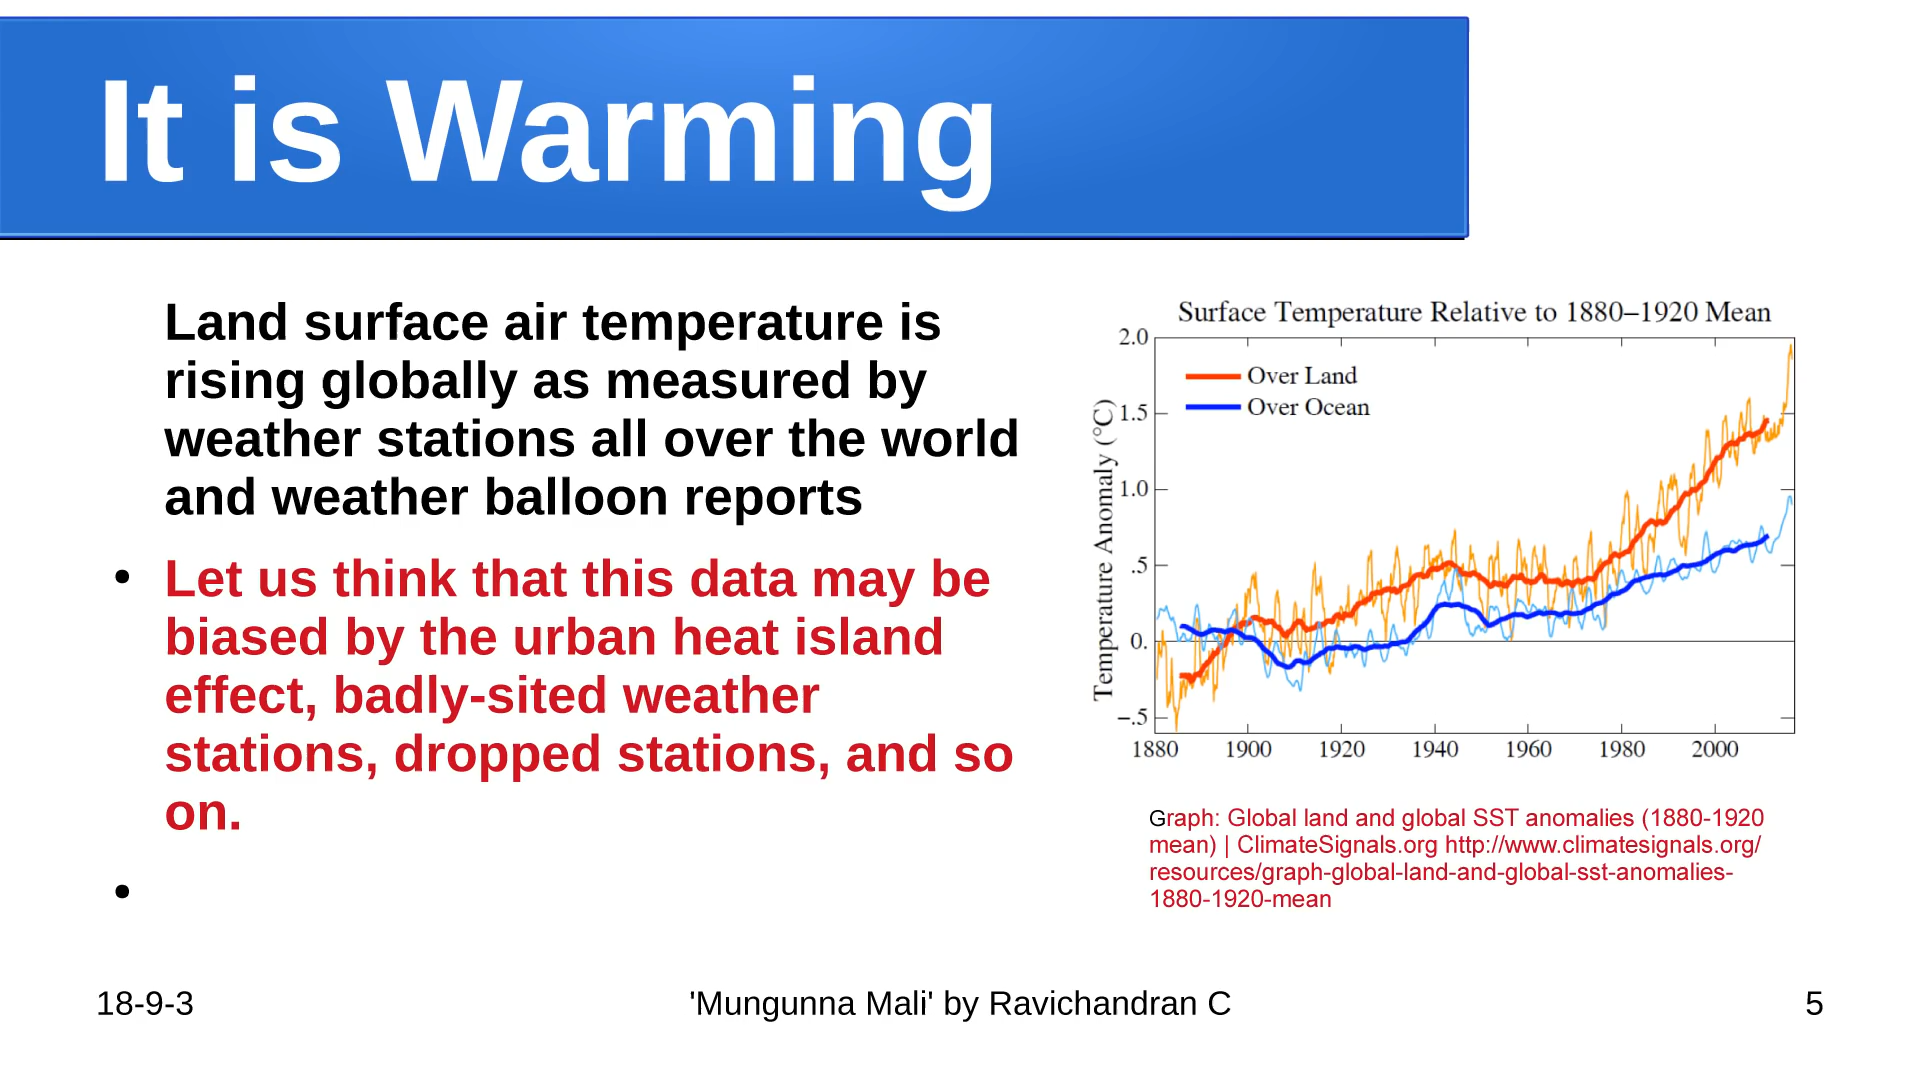 It is Warming
Land surface air temperature is
rising globally as measured by
weather stations all over the world
and weather balloon reports
• Let us think that this data may be
biased by the urban heat island
effect, badly-sited weather
stations, dropped stations, and so
on.
•
Surface Temperature Relative to 1880–1920 Mean
Over Land
Over Ocean
Temperature Anomaly (°C)
2.0
1.5
1.0
.5
0.
–.5
1880 1900 1920 1940 1960 1980 2000
Graph: Global land and global SST anomalies (1880-1920
mean) | ClimateSignals.org http://www.climatesignals.org/
resources/graph-global-land-and-global-sst-anomalies-
1880-1920-mean
18-9-3 'Mungunna Mali' by Ravichandran C 5